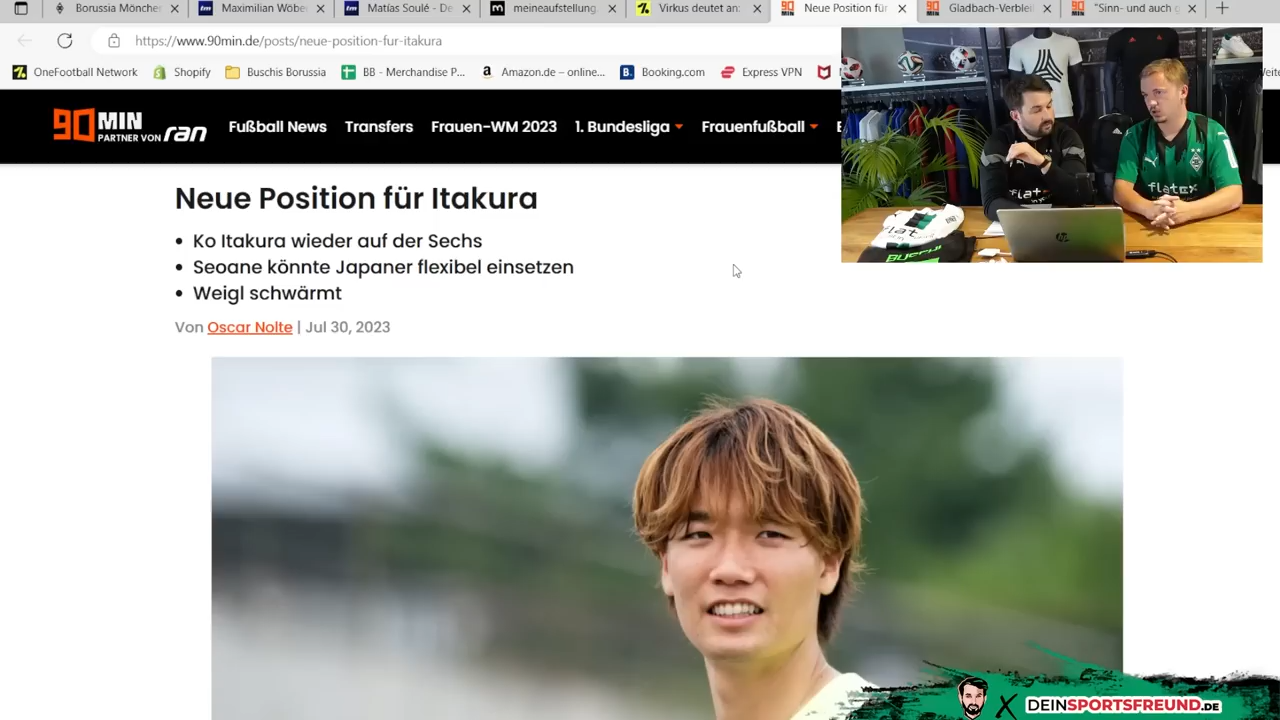 Borussia Mönchen
Maximilian Wöbe
Matías Soulé - De
meineaufstellung.
Virkus deutet an:
Neue Position für
Gladbach-Verblei
"Sinn- und auch g
https://www.90min.de/posts/neue-position-fur-itakura
OneFootball Network
Shopify
Buschis Borussia
BB - Merchandise P...
Amazon.de – online...
Booking.com
Express VPN
90MIN
PARTNER VON ran
Fußball News
Transfers
Frauen-WM 2023
1. Bundesliga
Frauenfußball
Neue Position für Itakura
Ko Itakura wieder auf der Sechs
Seoane könnte Japaner flexibel einsetzen
Weigl schwärmt
Von Oscar Nolte | Jul 30, 2023
flatex
hp
X DEINSPORTSFREUND.DE